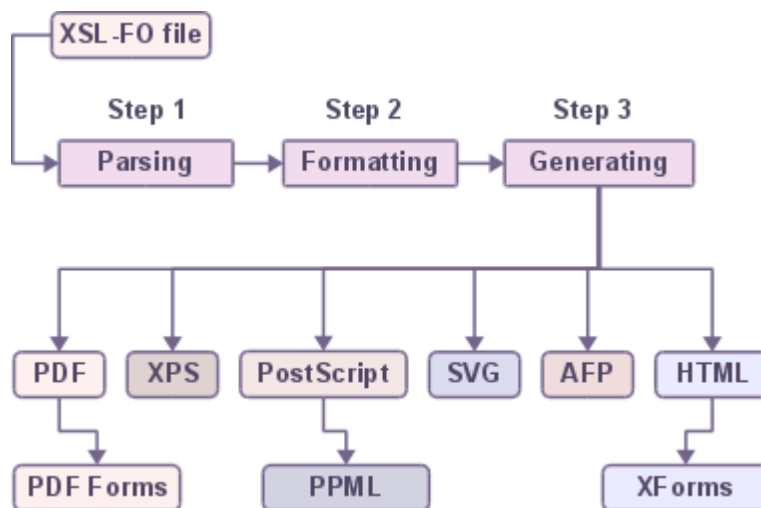 XSL-FO file
Step 1 Step 2 Step 3
Parsing Formatting Generating
PDF XPS PostScript SVG AFP HTML
PDF Forms PPML XForms